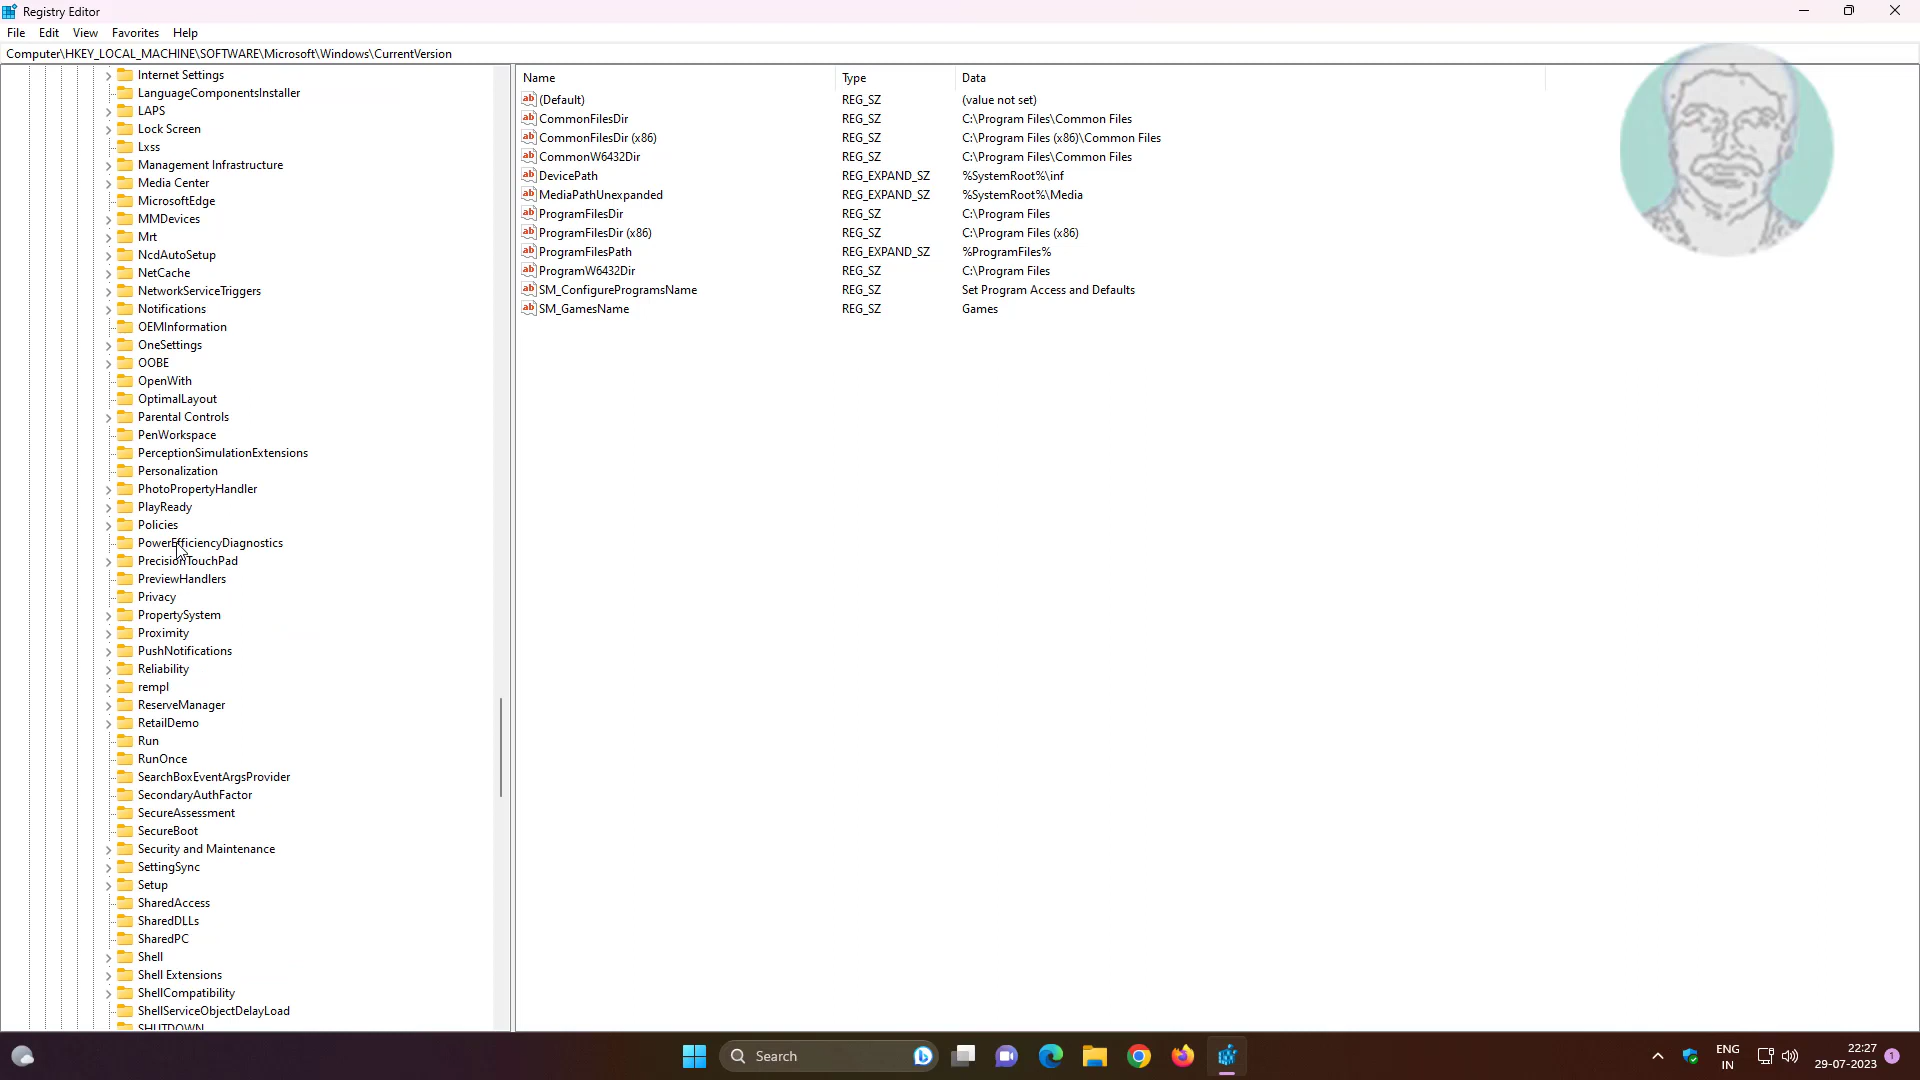 Registry Editor
File Edit View Favorites Help
Computer\HKEY_LOCAL_MACHINE\SOFTWARE\Microsoft\Windows\CurrentVersion
Internet Settings
LanguageComponentsInstaller
LAPS
Lock Screen
Lxss
Management Infrastructure
Media Center
MicrosoftEdge
MMDevices
Mrt
NcdAutoSetup
NetCache
NetworkServiceTriggers
Notifications
OEMInformation
OneSettings
OOBE
OpenWith
OptimalLayout
Parental Controls
PenWorkspace
PerceptionSimulationExtensions
Personalization
PhotoPropertyHandler
PlayReady
Policies
PowerEfficiencyDiagnostics
PrecisionTouchPad
PreviewHandlers
Privacy
PropertySystem
Proximity
PushNotifications
Reliability
rempl
ReserveManager
RetailDemo
Run
RunOnce
SearchBoxEventArgsProvider
SecondaryAuthFactor
SecureAssessment
SecureBoot
Security and Maintenance
SettingSync
Setup
SharedAccess
SharedDLLs
SharedPC
Shell
Shell Extensions
ShellCompatibility
ShellServiceObjectDelayLoad
SHUTDOWN
Name Type Data
(Default) REG_SZ (value not set)
CommonFilesDir REG_SZ C:\Program Files\Common Files
CommonFilesDir (x86) REG_SZ C:\Program Files (x86)\Common Files
CommonW6432Dir REG_SZ C:\Program Files\Common Files
DevicePath REG_EXPAND_SZ %SystemRoot%\inf
MediaPathUnexpanded REG_EXPAND_SZ %SystemRoot%\Media
ProgramFilesDir REG_SZ C:\Program Files
ProgramFilesDir (x86) REG_SZ C:\Program Files (x86)
ProgramFilesPath REG_EXPAND_SZ %ProgramFiles%
ProgramW6432Dir REG_SZ C:\Program Files
SM_ConfigureProgramsName REG_SZ Set Program Access and Defaults
SM_GamesName REG_SZ Games
Search
ENG
IN
22:27
29-07-2023
1